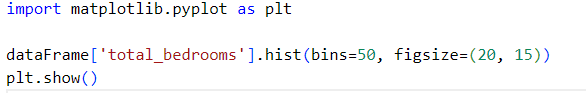 import matplotlib.pyplot as plt
dataFrame['total_bedrooms'].hist(bins=50, figsize=(20, 15))
plt.show()